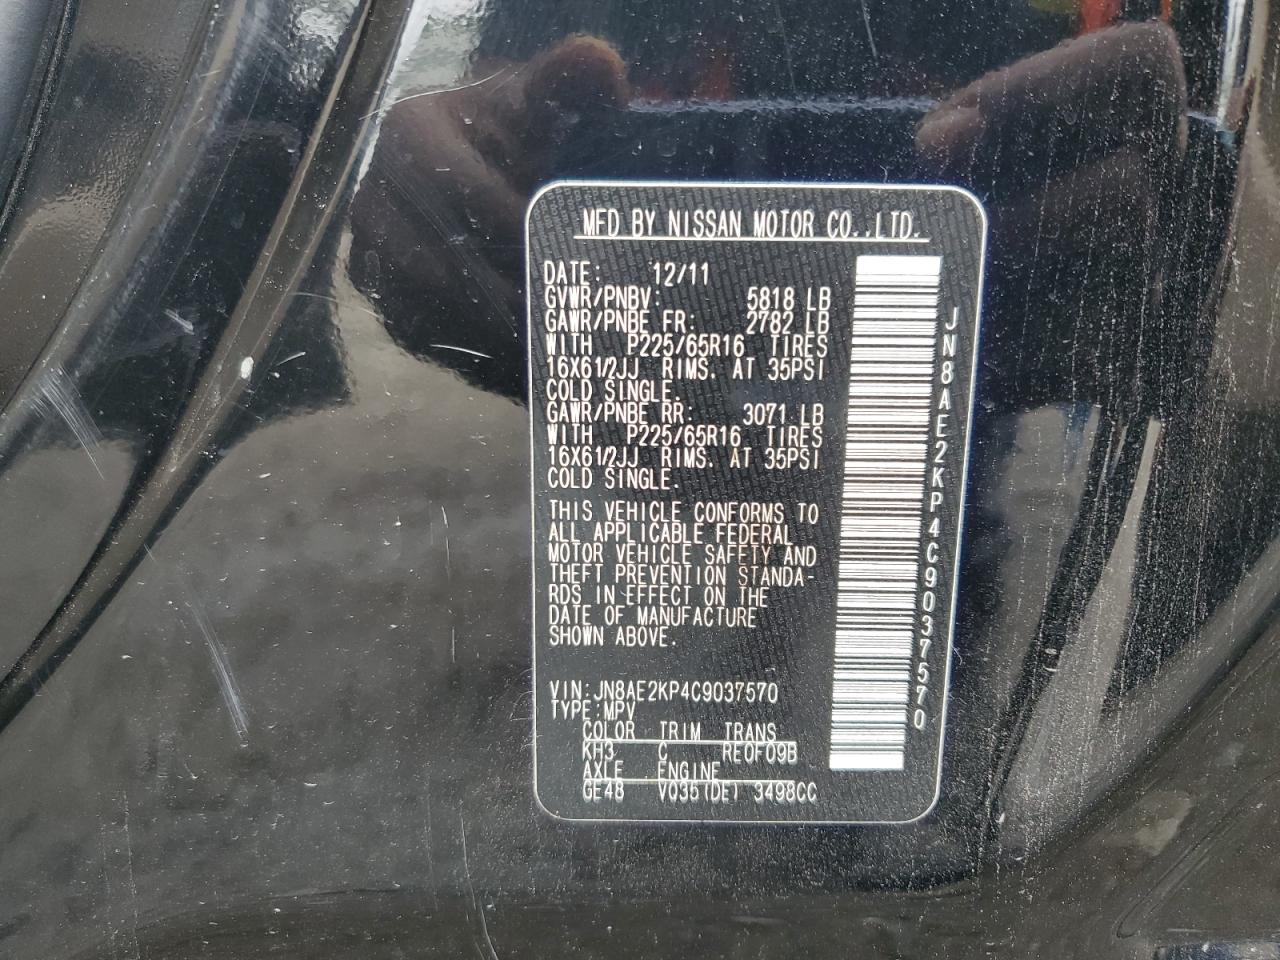 MFD BY NISSAN MOTOR CO.,LTD.
DATE: 12/11
GVWR/PNBV: 5818 LB
GAWR/PNBE FR: 2782 LB
WITH P225/65R16 TIRES
16X61/2JJ RIMS. AT 35PSI
COLD SINGLE.
GAWR/PNBE RR: 3071 LB
WITH P225/65R16 TIRES
16X61/2JJ RIMS. AT 35PSI
COLD SINGLE.
THIS VEHICLE CONFORMS TO
ALL APPLICABLE FEDERAL
MOTOR VEHICLE SAFETY AND
THEFT PREVENTION STANDA-
RDS IN EFFECT ON THE
DATE OF MANUFACTURE
SHOWN ABOVE.
VIN:JN8AE2KP4C9037570
TYPE:MPV
COLOR TRIM TRANS
KH3 C RE0F09B
AXLE ENGINE
GE48 VQ35(DE) 3498CC
JN8AE2KP4C9037570